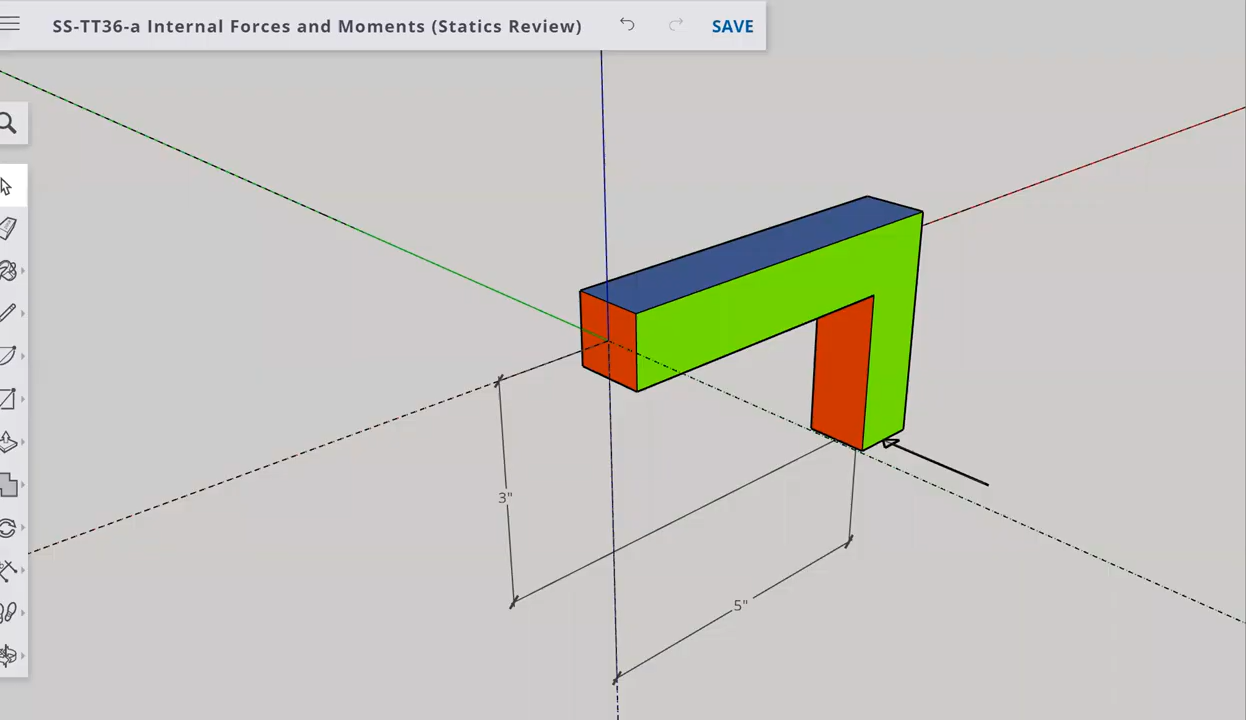 SS-TT36-a Internal Forces and Moments (Statics Review)
SAVE
3"
5"